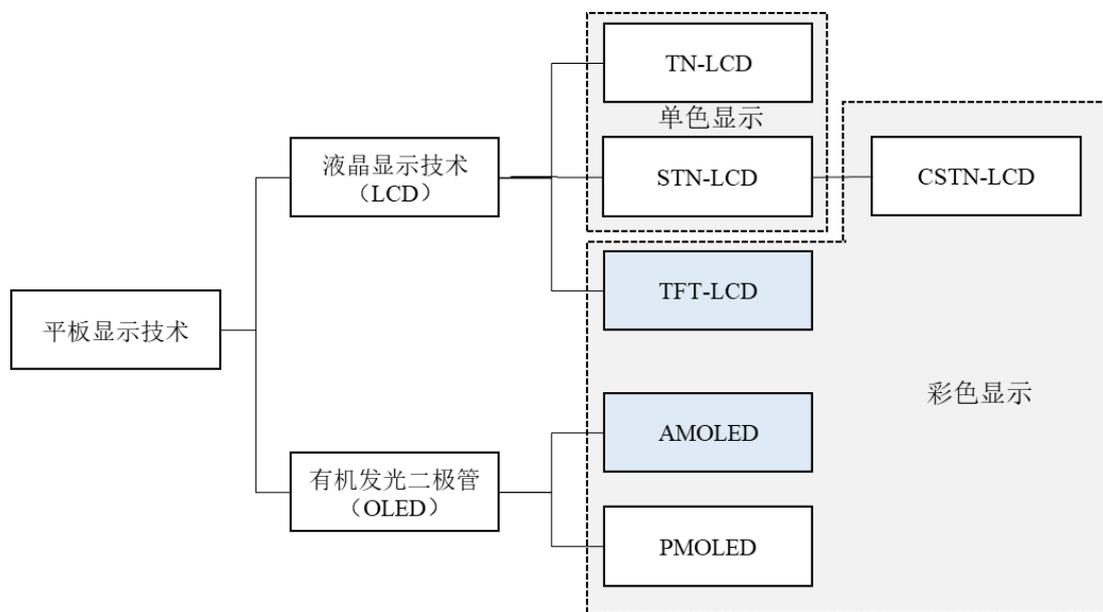 TN-LCD
单色显示
液晶显示技术
（LCD）
STN-LCD
CSTN-LCD
TFT-LCD
平板显示技术
彩色显示
AMOLED
有机发光二极管
（OLED）
PMOLED